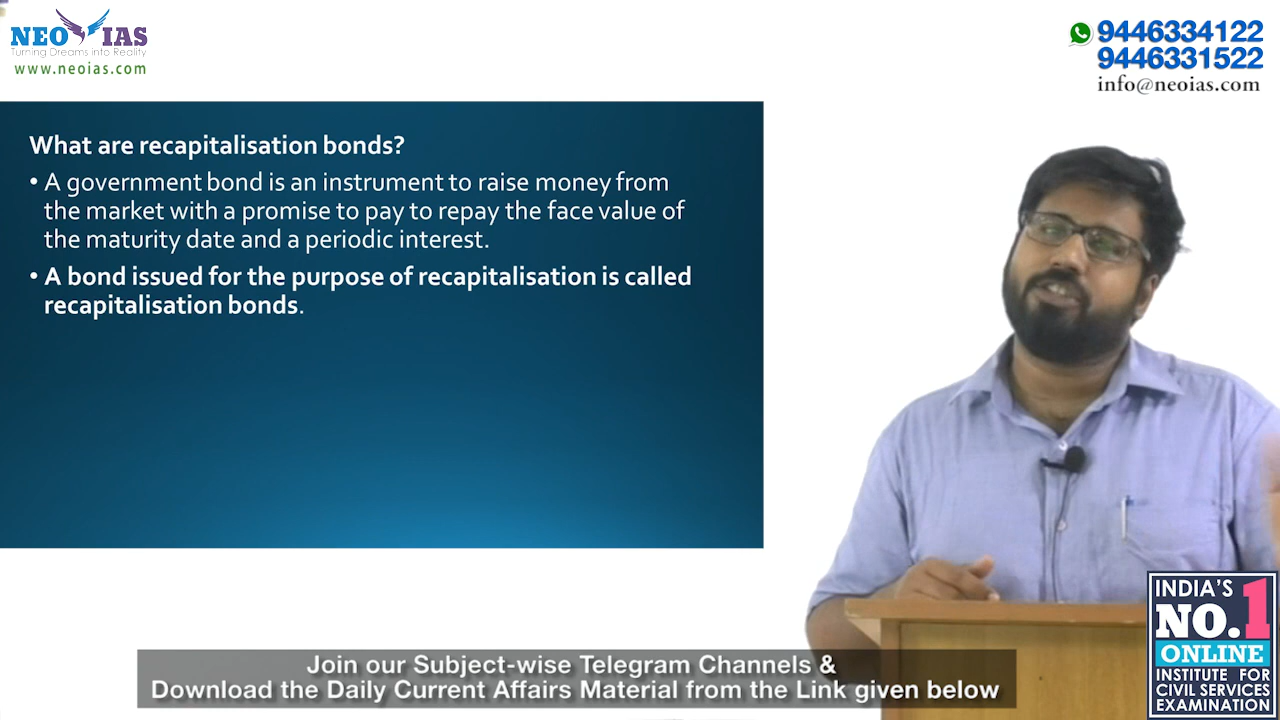 NEO IAS
Turning Dreams into Reality
www.neoias.com
9446334122
9446331522
info@neoias.com
What are recapitalisation bonds?
• A government bond is an instrument to raise money from
the market with a promise to pay to repay the face value of
the maturity date and a periodic interest.
• A bond issued for the purpose of recapitalisation is called
recapitalisation bonds.
INDIA'S
NO.1
ONLINE
INSTITUTE FOR
CIVIL SERVICES
EXAMINATION
Join our Subject-wise Telegram Channels &
Download the Daily Current Affairs Material from the Link given below